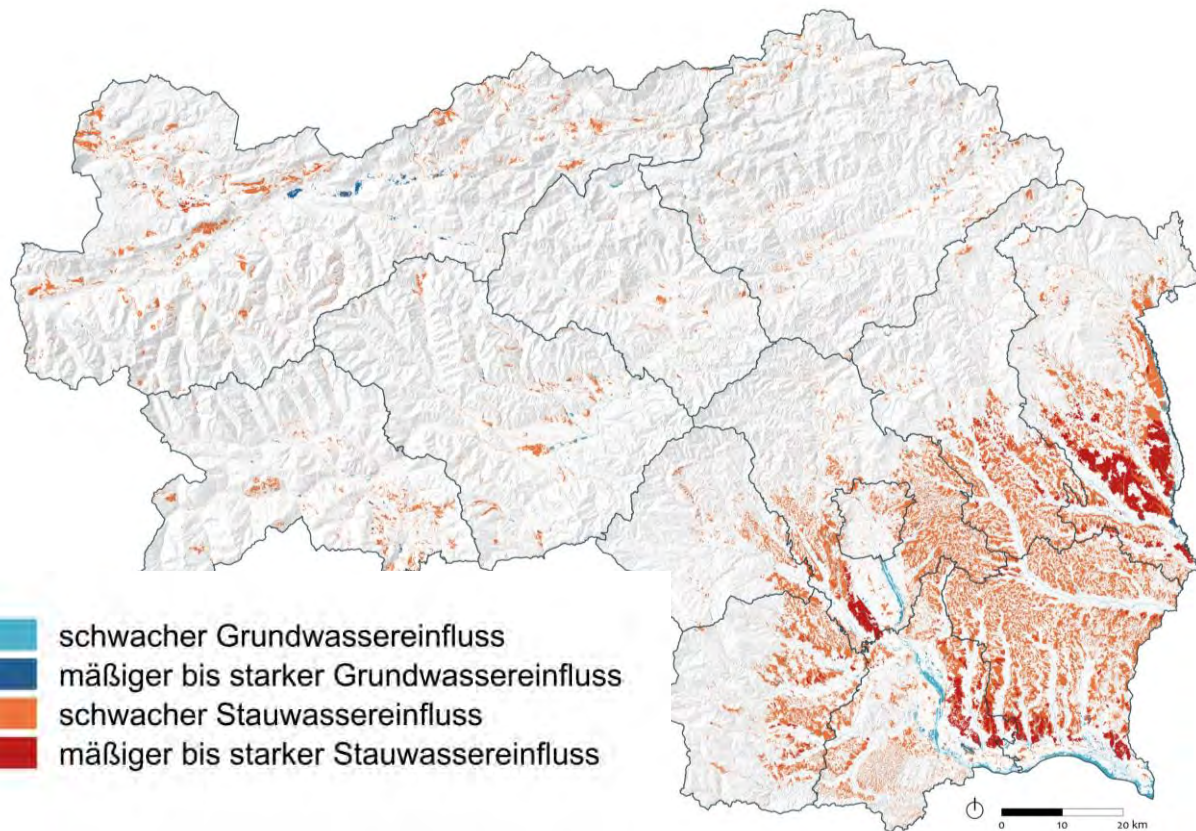 schwacher Grundwassereinfluss
mäßiger bis starker Grundwassereinfluss
schwacher Stauwassereinfluss
mäßiger bis starker Stauwassereinfluss
0 10 20 km